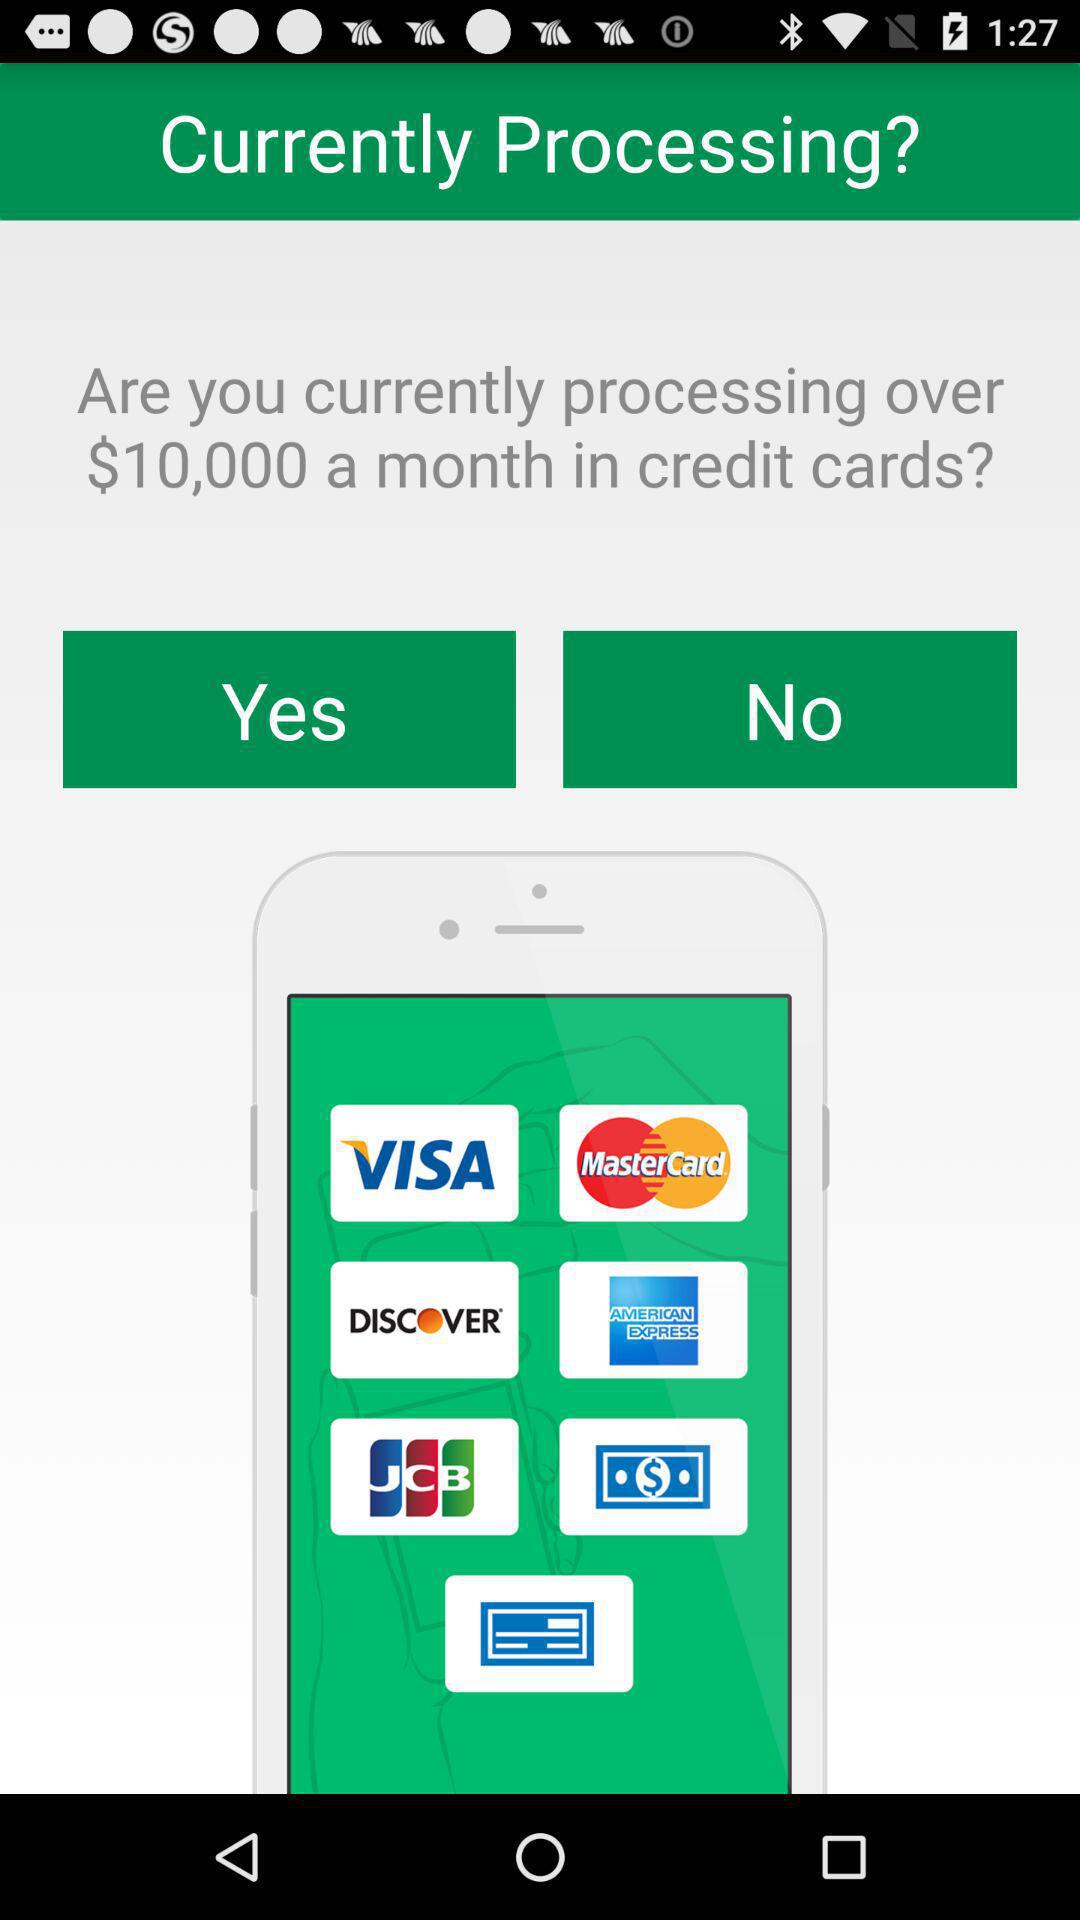 1:27
Currently Processing?
Are you currently processing over
$10,000 a month in credit cards?
Yes
No
VISA
MasterCard
DISCOVER
AMERICAN
EXPRESS
JCB
$